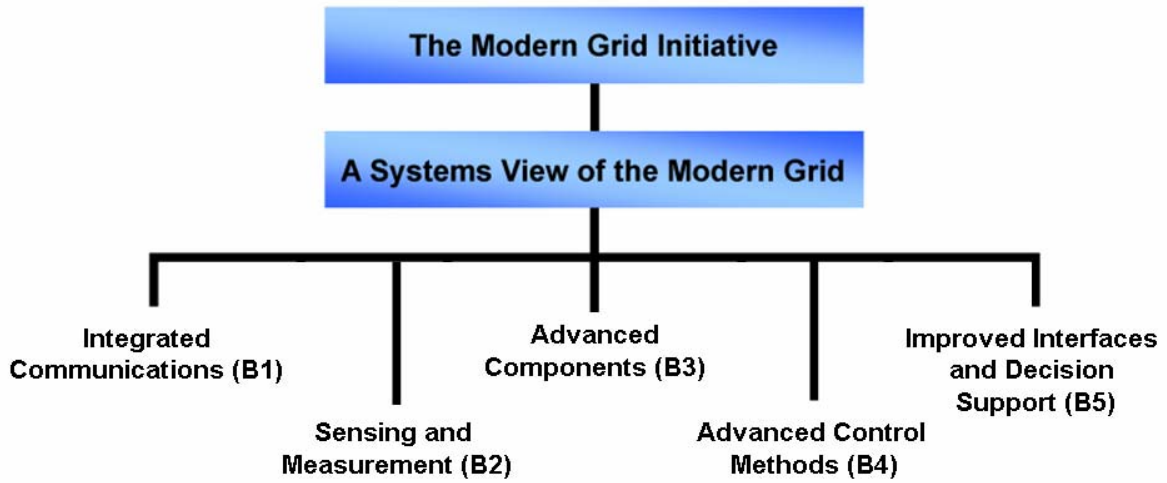 The Modern Grid Initiative
A Systems View of the Modern Grid
Integrated
Communications (B1)
Sensing and
Measurement (B2)
Advanced
Components (B3)
Advanced Control
Methods (B4)
Improved Interfaces
and Decision
Support (B5)